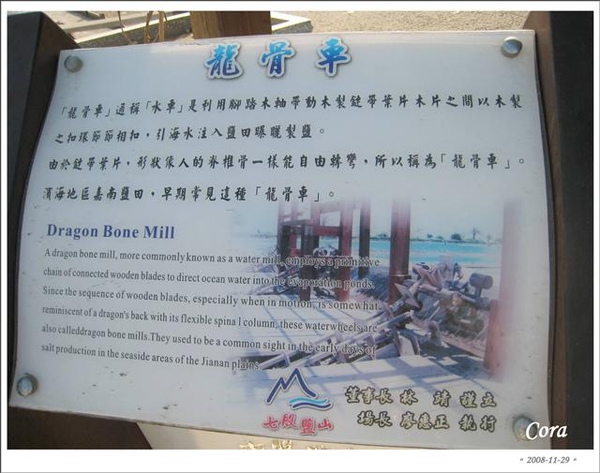 龍骨車
「龍骨車」通稱「水車」是利用腳踏木軸帶動木製鏈帶葉片木片之間以木製
之扣環節節相扣，引海水注入鹽田曝曬製鹽。
由於鏈帶葉片，形狀像人的脊椎骨一樣能自由轉彎，所以稱為「龍骨車」。
濱海地區嘉南鹽田，早期常見這種「龍骨車」。
Dragon Bone Mill
A dragon bone mill, more commonly known as a water mill, employs a primitive
chain of connected wooden blades to direct ocean water into the evaporation ponds.
Since the sequence of wooden blades, especially when in motion, is somewhat
reminiscent of a dragon's back with its flexible spina l column, these waterwheels are
also calleddragon bone mills.They used to be a common sight in the early days of
salt production in the seaside areas of the Jianan plains.
七股鹽山
董事長 林 靖 謹立
場長 廖惠正 執行
Cora
2008-11-29